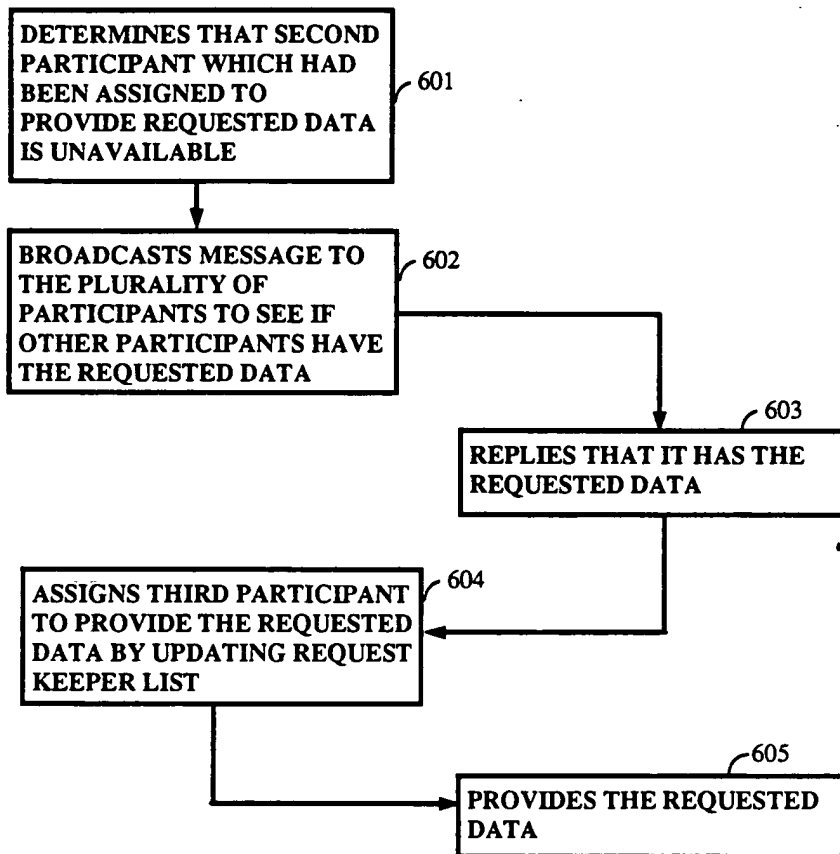 DETERMINES THAT SECOND
PARTICIPANT WHICH HAD
BEEN ASSIGNED TO
PROVIDE REQUESTED DATA
IS UNAVAILABLE
601
BROADCASTS MESSAGE TO
THE PLURALITY OF
PARTICIPANTS TO SEE IF
OTHER PARTICIPANTS HAVE
THE REQUESTED DATA
602
603
REPLIES THAT IT HAS THE
REQUESTED DATA
604
ASSIGNS THIRD PARTICIPANT
TO PROVIDE THE REQUESTED
DATA BY UPDATING REQUEST
KEEPER LIST
605
PROVIDES THE REQUESTED
DATA